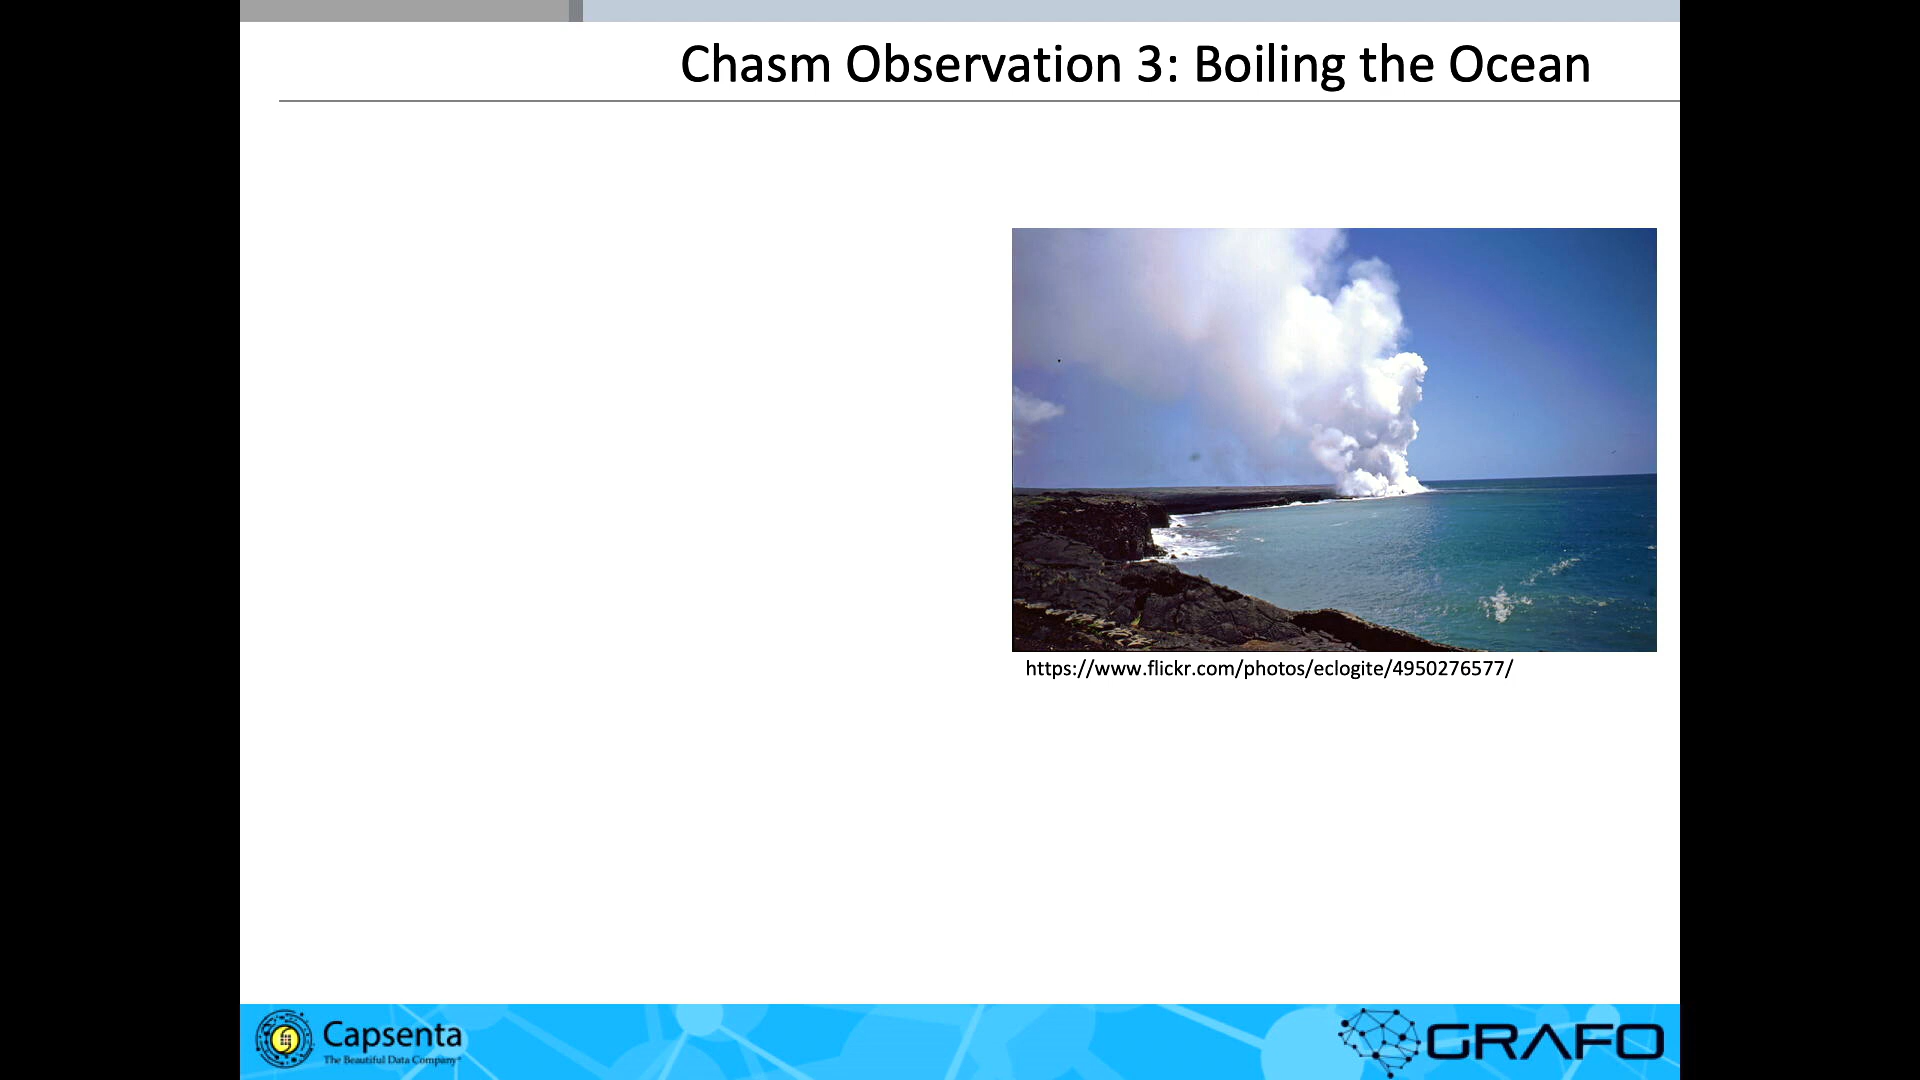 Chasm Observation 3: Boiling the Ocean
https://www.flickr.com/photos/eclogite/4950276577/
Capsenta
The Beautiful Data Company
GRAFO